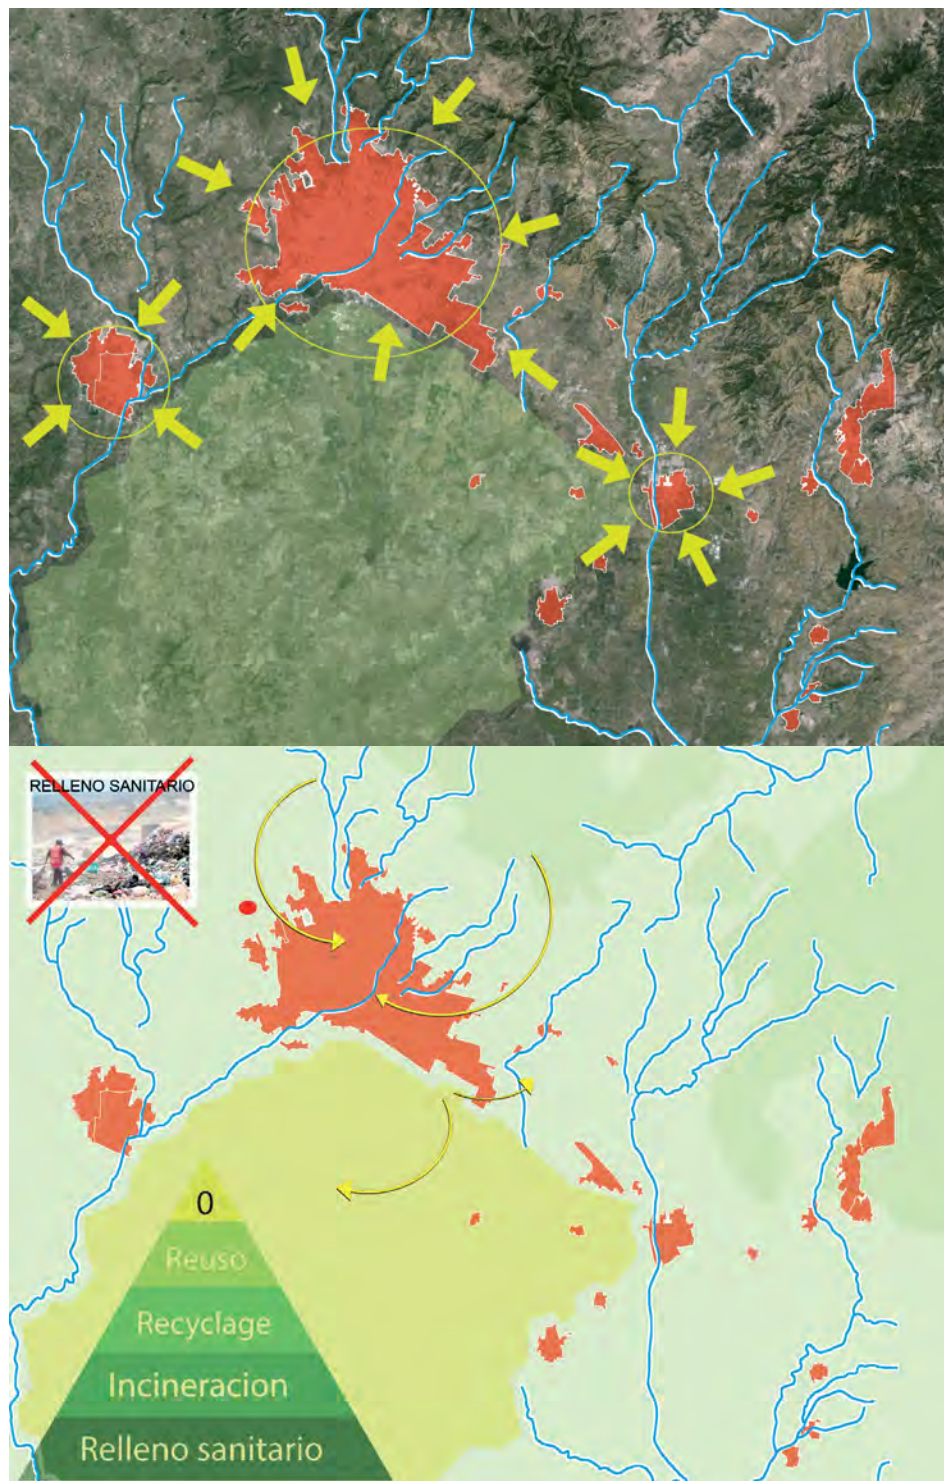 RELLENO SANITARIO
0
Reuso
Recyclage
Incineracion
Relleno sanitario